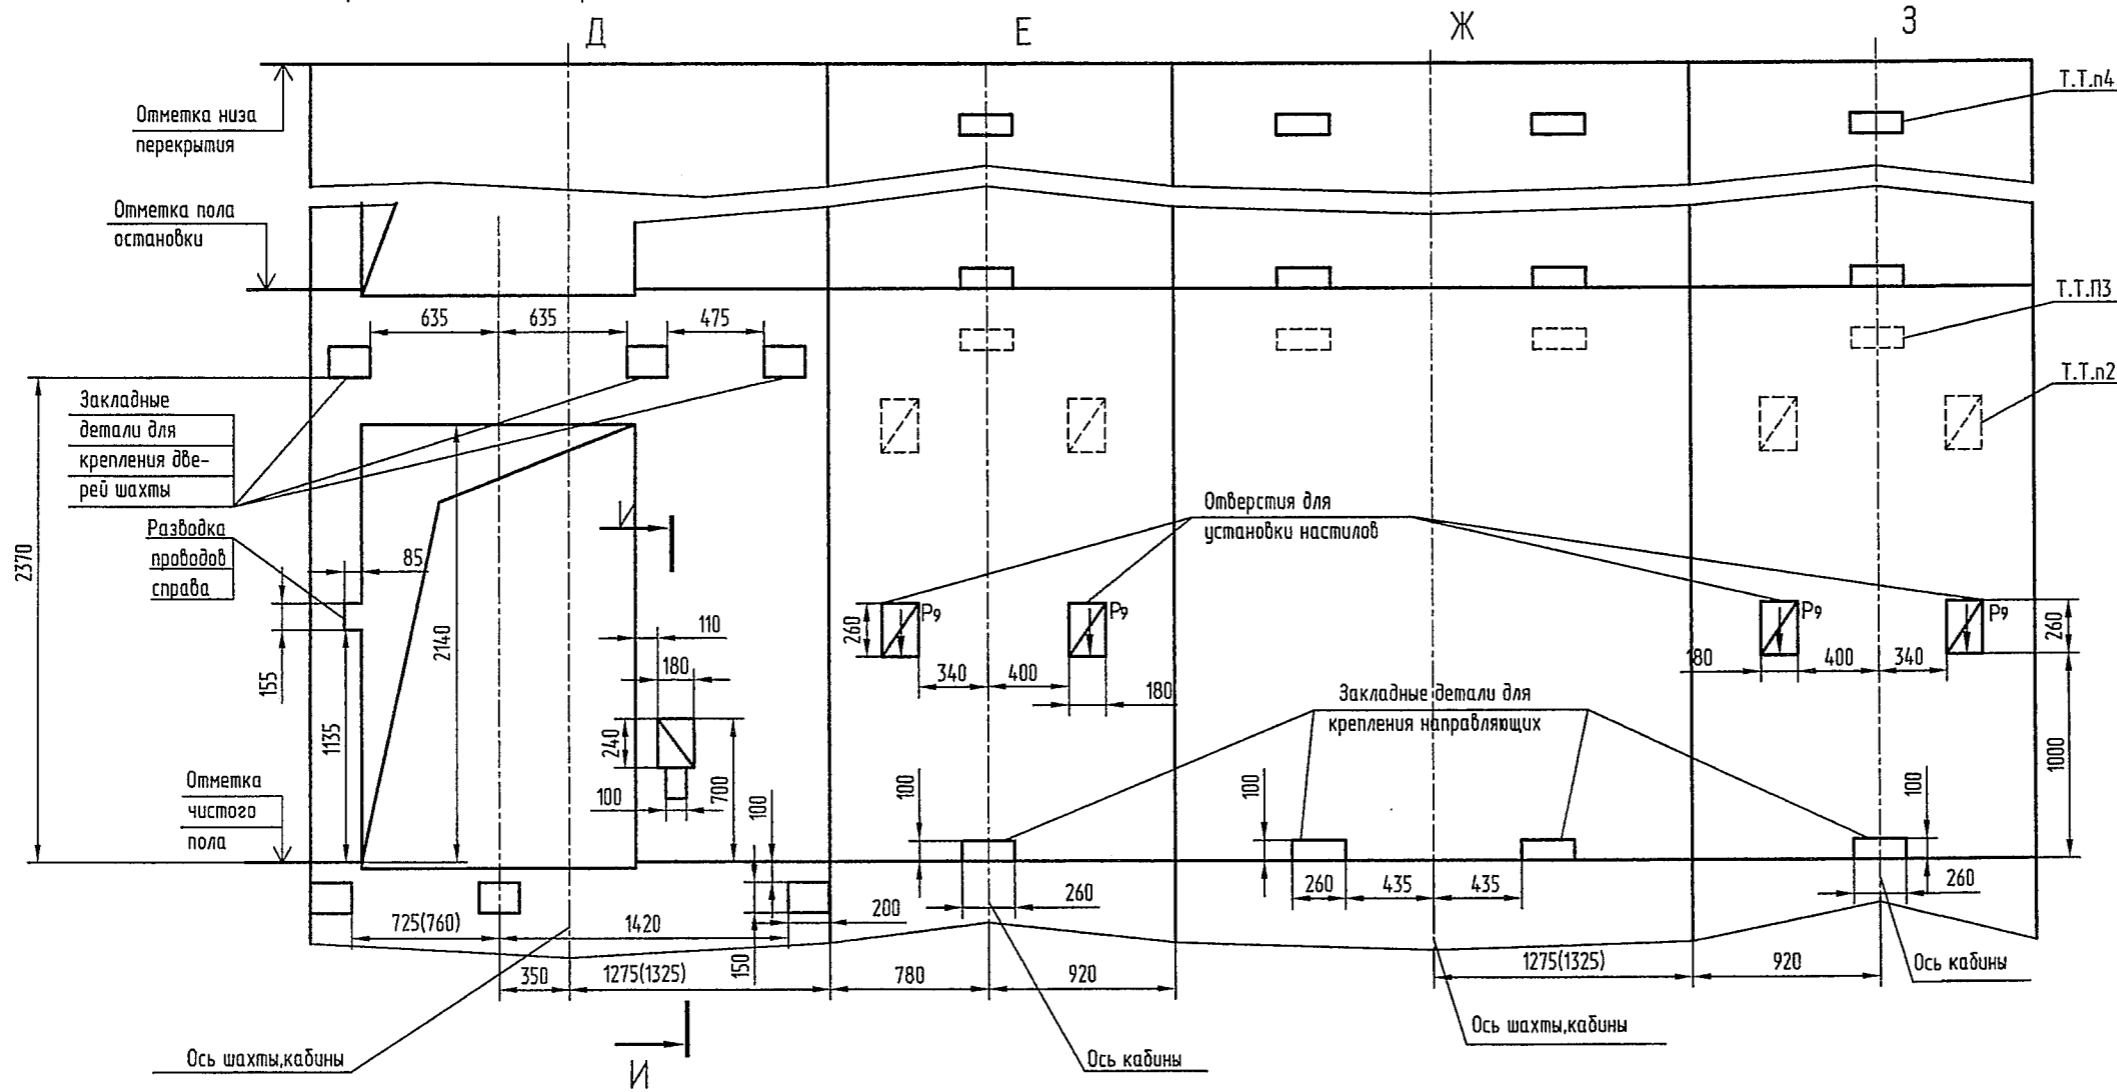 Д
Е
Ж
З
Т.Т.п4
Отметка низа
перекрытия
Отметка пола
остановки
Т.Т.П3
635
635
475
Т.Т.п2
Закладные
детали для
крепления две-
рей шахты
Отверстия для
установки настилов
Разводка
проводов
справа
85
2370
155
1135
2140
И
110
180
240
100
700
100
260
Р9
Р9
340
400
180
Р9
Р9
180
400
340
260
1000
Закладные детали для
крепления направляющих
Отметка
чистого
пола
100
100
100
260
260
435
435
260
725(760)
1420
200
150
350
1275(1325)
780
920
1275(1325)
920
Ось кабины
Ось шахты,кабины
Ось кабины
Ось шахты,кабины
И